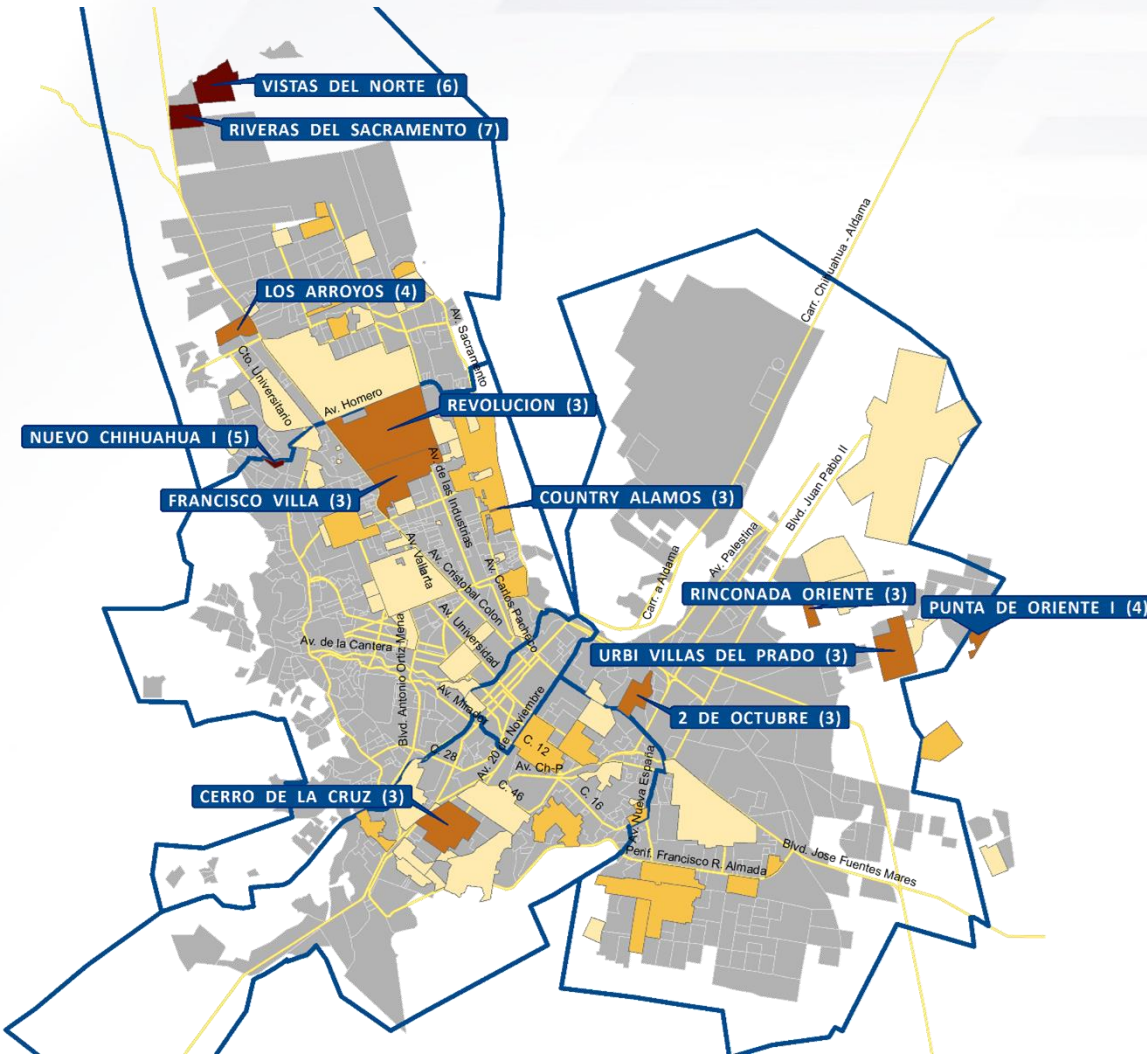 VISTAS DEL NORTE (6)
RIVERAS DEL SACRAMENTO (7)
Carr. Chihuahua - Aldama
LOS ARROYOS (4)
Av. Sacramento
Cto. Universitario
Av. Homero
REVOLUCION (3)
NUEVO CHIHUAHUA I (5)
Av. de las Industrias
FRANCISCO VILLA (3)
COUNTRY ALAMOS (3)
Blvd. Juan Pablo II
Av. Vallarta
Av. Cristobal Colon
Av. Carlos Pacheco
Carr. a Aldama
Av. Palestina
RINCONADA ORIENTE (3)
PUNTA DE ORIENTE I (4)
Av. Universidad
Av. de la Cantera
Blvd. Antonio Ortiz Mena
URBI VILLAS DEL PRADO (3)
Av. Mirador
Av. 20 de Noviembre
2 DE OCTUBRE (3)
C. 28
C. 12
Av. Ch-P
C. 46
C. 16
Av. Nueva España
CERRO DE LA CRUZ (3)
Perif. Francisco R. Almada
Blvd. Jose Fuentes Mares